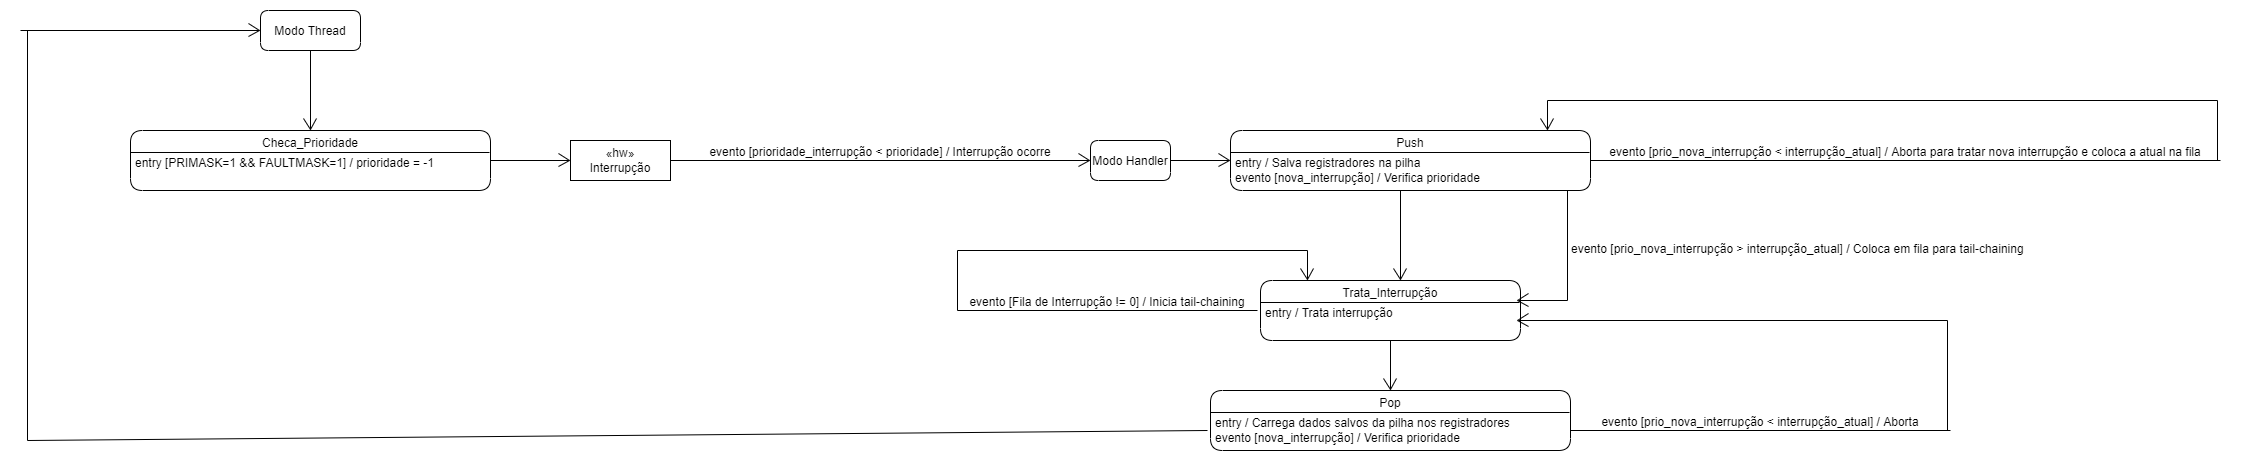 Modo Thread
Checa_Prioridade
entry [PRIMASK=1 && FAULTMASK=1] / prioridade = -1
«hw»
Interrupção
evento [prioridade_interrupção < prioridade] / Interrupção ocorre
Modo Handler
Push
entry / Salva registradores na pilha
evento [nova_interrupção] / Verifica prioridade
evento [prio_nova_interrupção < interrupção_atual] / Aborta para tratar nova interrupção e coloca a atual na fila
evento [prio_nova_interrupção > interrupção_atual] / Coloca em fila para tail-chaining
evento [Fila de Interrupção != 0] / Inicia tail-chaining
Trata_Interrupção
entry / Trata interrupção
Pop
entry / Carrega dados salvos da pilha nos registradores
evento [nova_interrupção] / Verifica prioridade
evento [prio_nova_interrupção < interrupção_atual] / Aborta